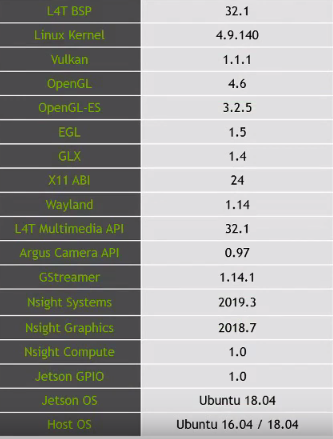 L4T BSP 32.1
Linux Kernel 4.9.140
Vulkan 1.1.1
OpenGL 4.6
OpenGL-ES 3.2.5
EGL 1.5
GLX 1.4
X11 ABI 24
Wayland 1.14
L4T Multimedia API 32.1
Argus Camera API 0.97
GStreamer 1.14.1
Nsight Systems 2019.3
Nsight Graphics 2018.7
Nsight Compute 1.0
Jetson GPIO 1.0
Jetson OS Ubuntu 18.04
Host OS Ubuntu 16.04 / 18.04